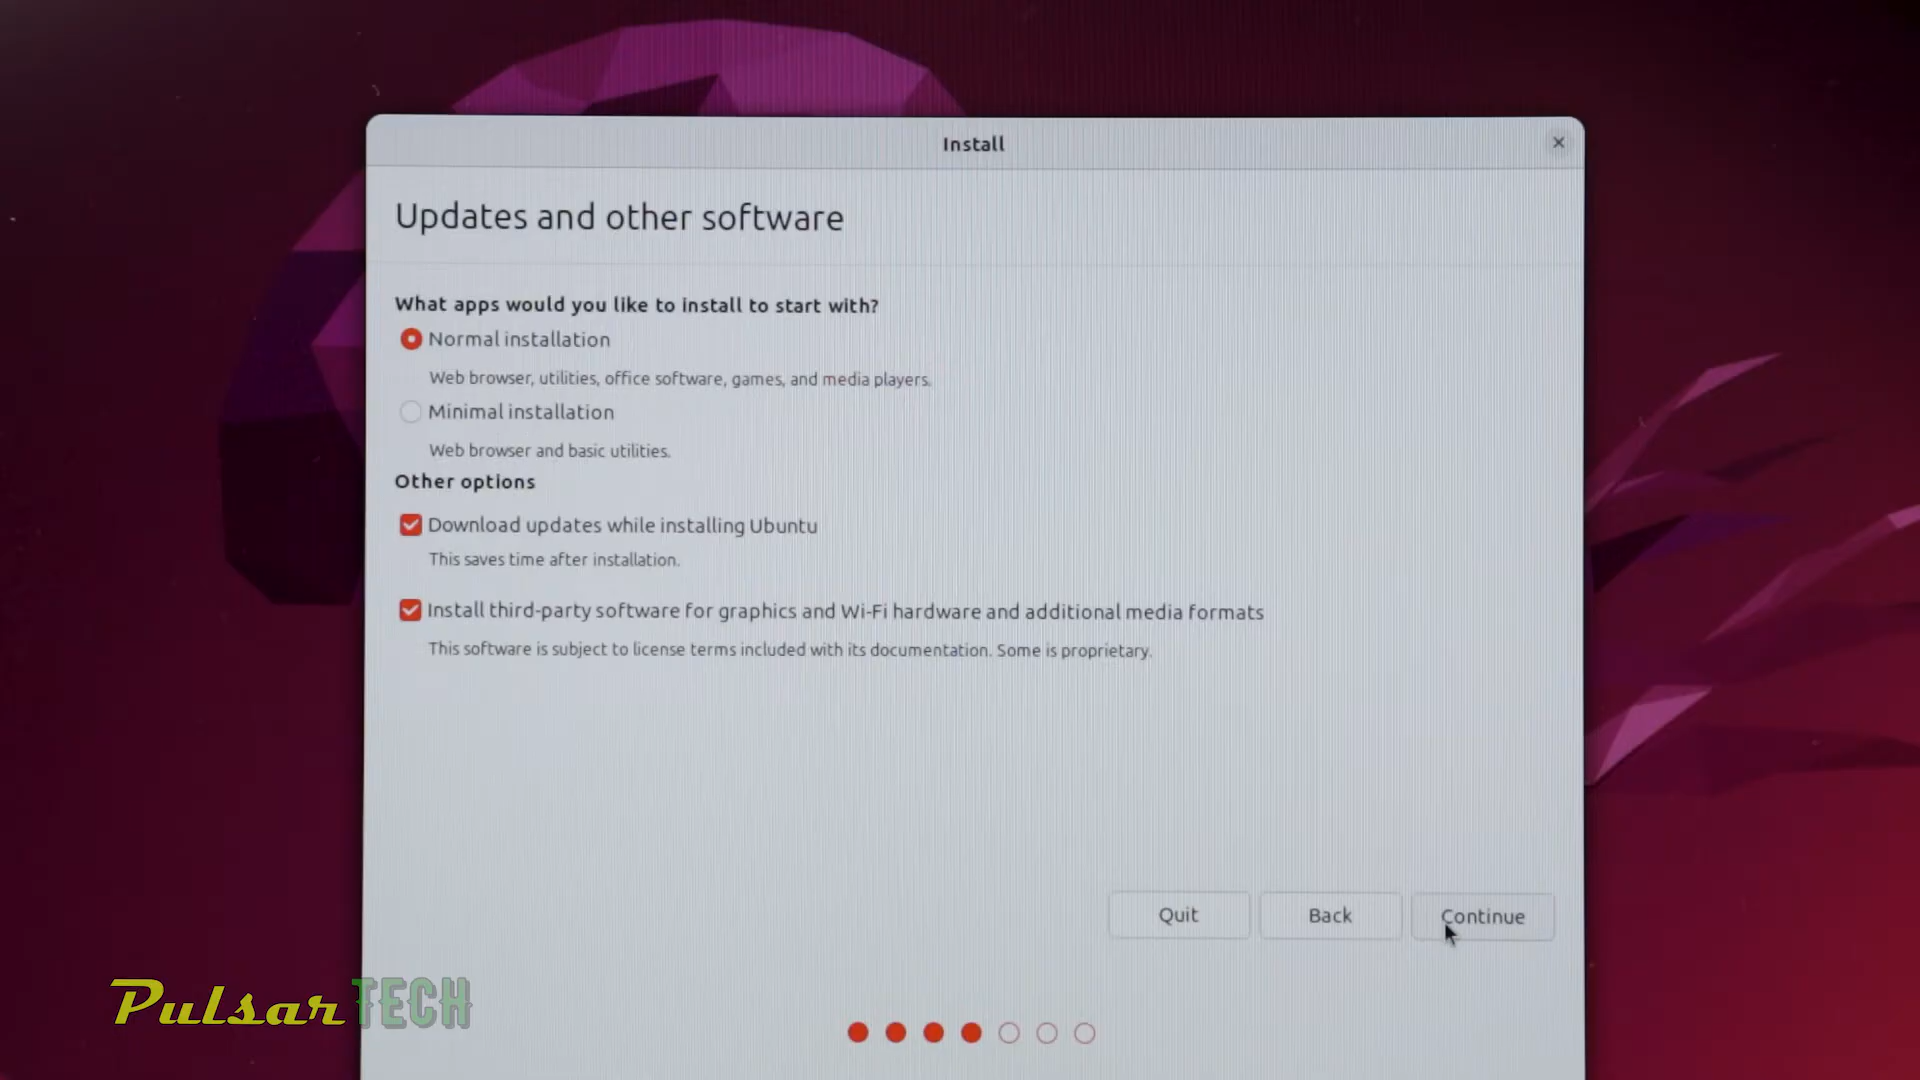 Install
Updates and other software
What apps would you like to install to start with?
Normal installation
Web browser, utilities, office software, games, and media players.
Minimal installation
Web browser and basic utilities.
Other options
Download updates while installing Ubuntu
This saves time after installation.
Install third-party software for graphics and Wi-Fi hardware and additional media formats
This software is subject to license terms included with its documentation. Some is proprietary.
Quit Back Continue
PulsarTECH